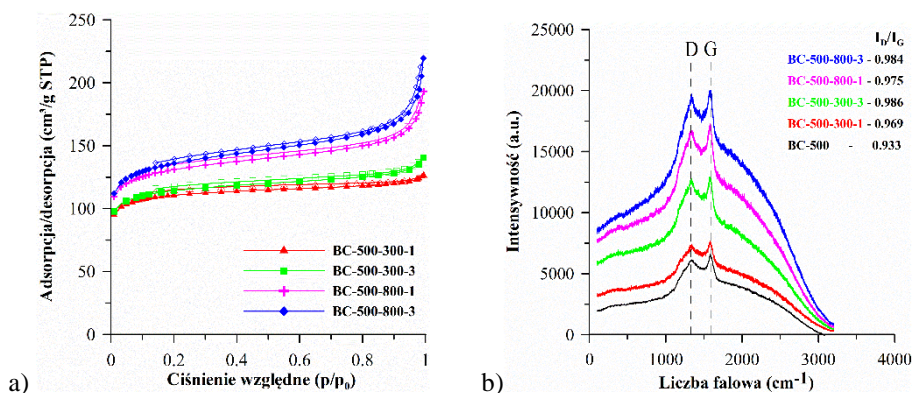 a)
Adsorpcja/desorpcja (cm³/g STP)
250
200
150
100
50
0
BC-500-300-1
BC-500-300-3
BC-500-800-1
BC-500-800-3
0 0.2 0.4 0.6 0.8 1
Ciśnienie względne (p/p₀)
b)
Intensywność (a.u.)
25000
20000
15000
10000
5000
0
D G
I_D/I_G
BC-500-800-3 - 0.984
BC-500-800-1 - 0.975
BC-500-300-3 - 0.986
BC-500-300-1 - 0.969
BC-500 - 0.933
0 1000 2000 3000 4000
Liczba falowa (cm⁻¹)